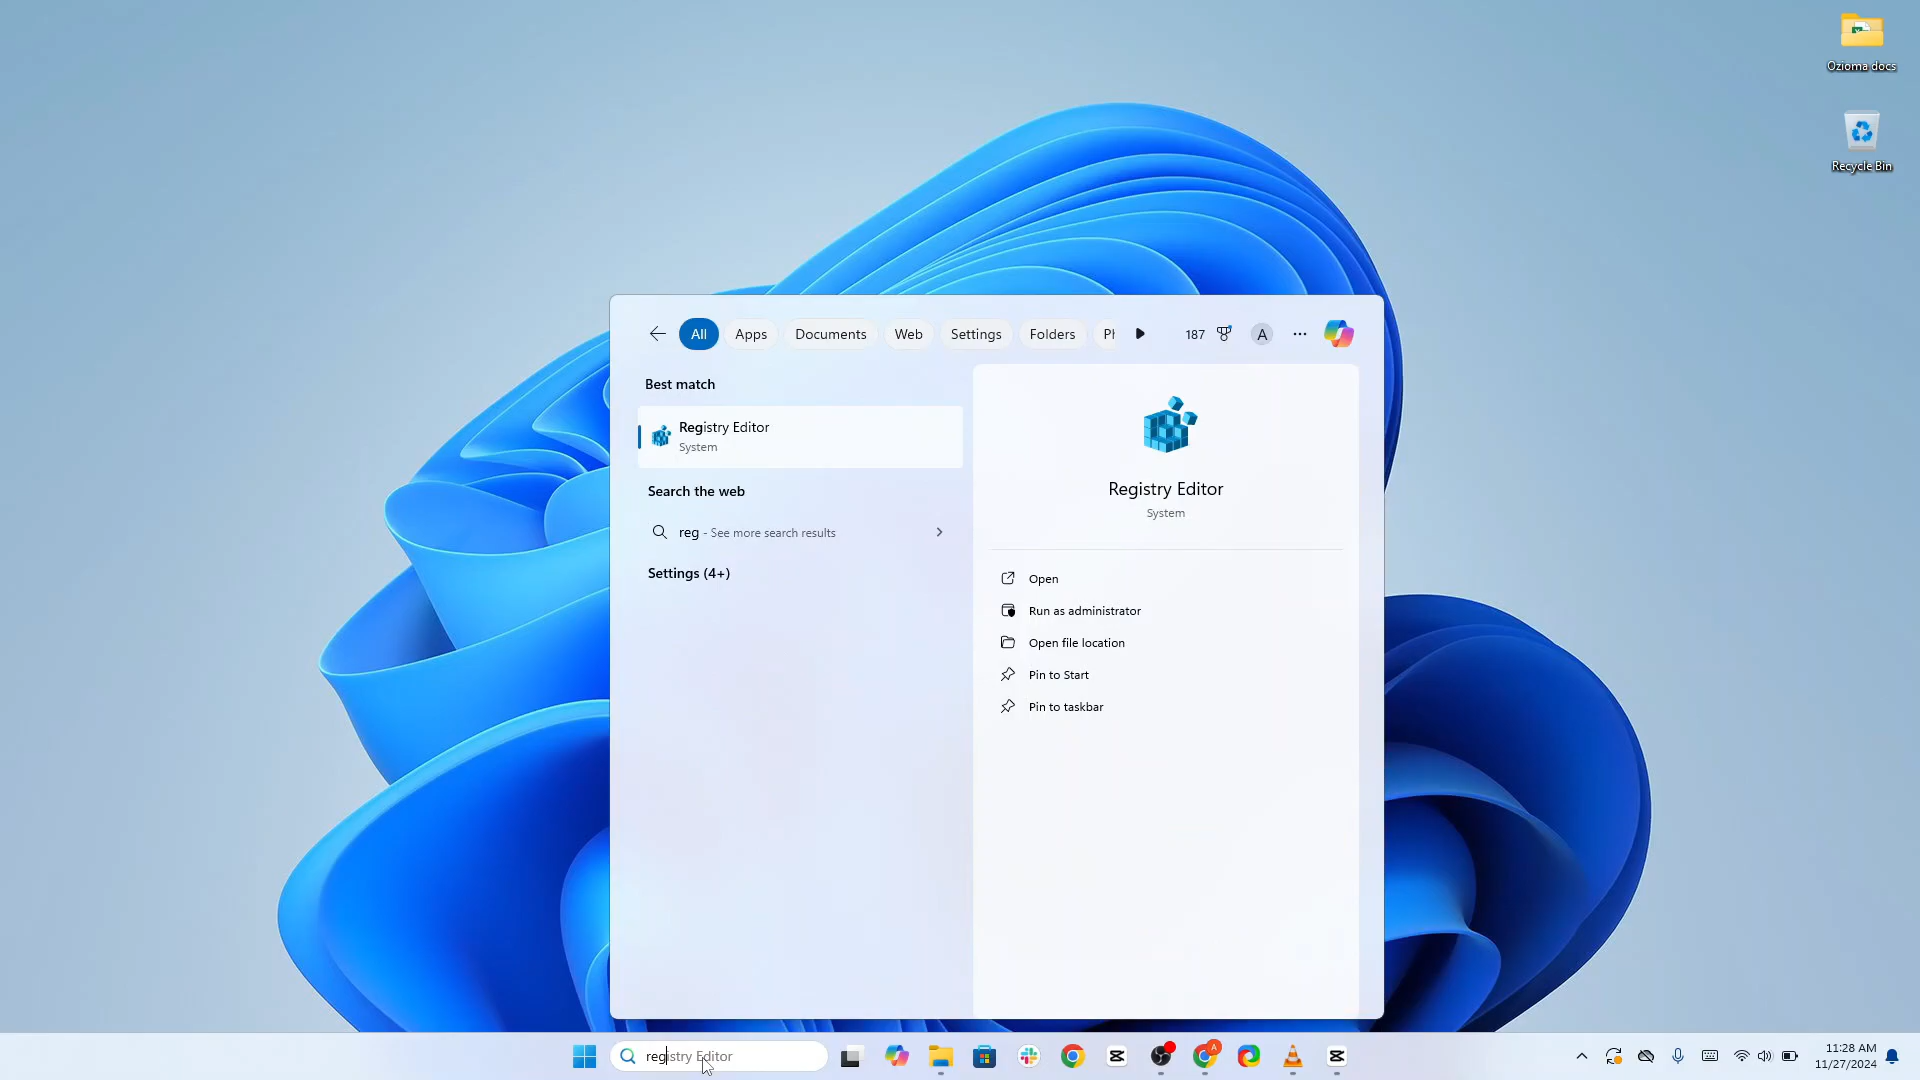 Ozioma docs
Recycle Bin
All Apps Documents Web Settings Folders 187 A
Best match
Registry Editor
System
Search the web
reg - See more search results
Settings (4+)
Registry Editor
System
Open
Run as administrator
Open file location
Pin to Start
Pin to taskbar
registry Editor
A
11:28 AM
11/27/2024